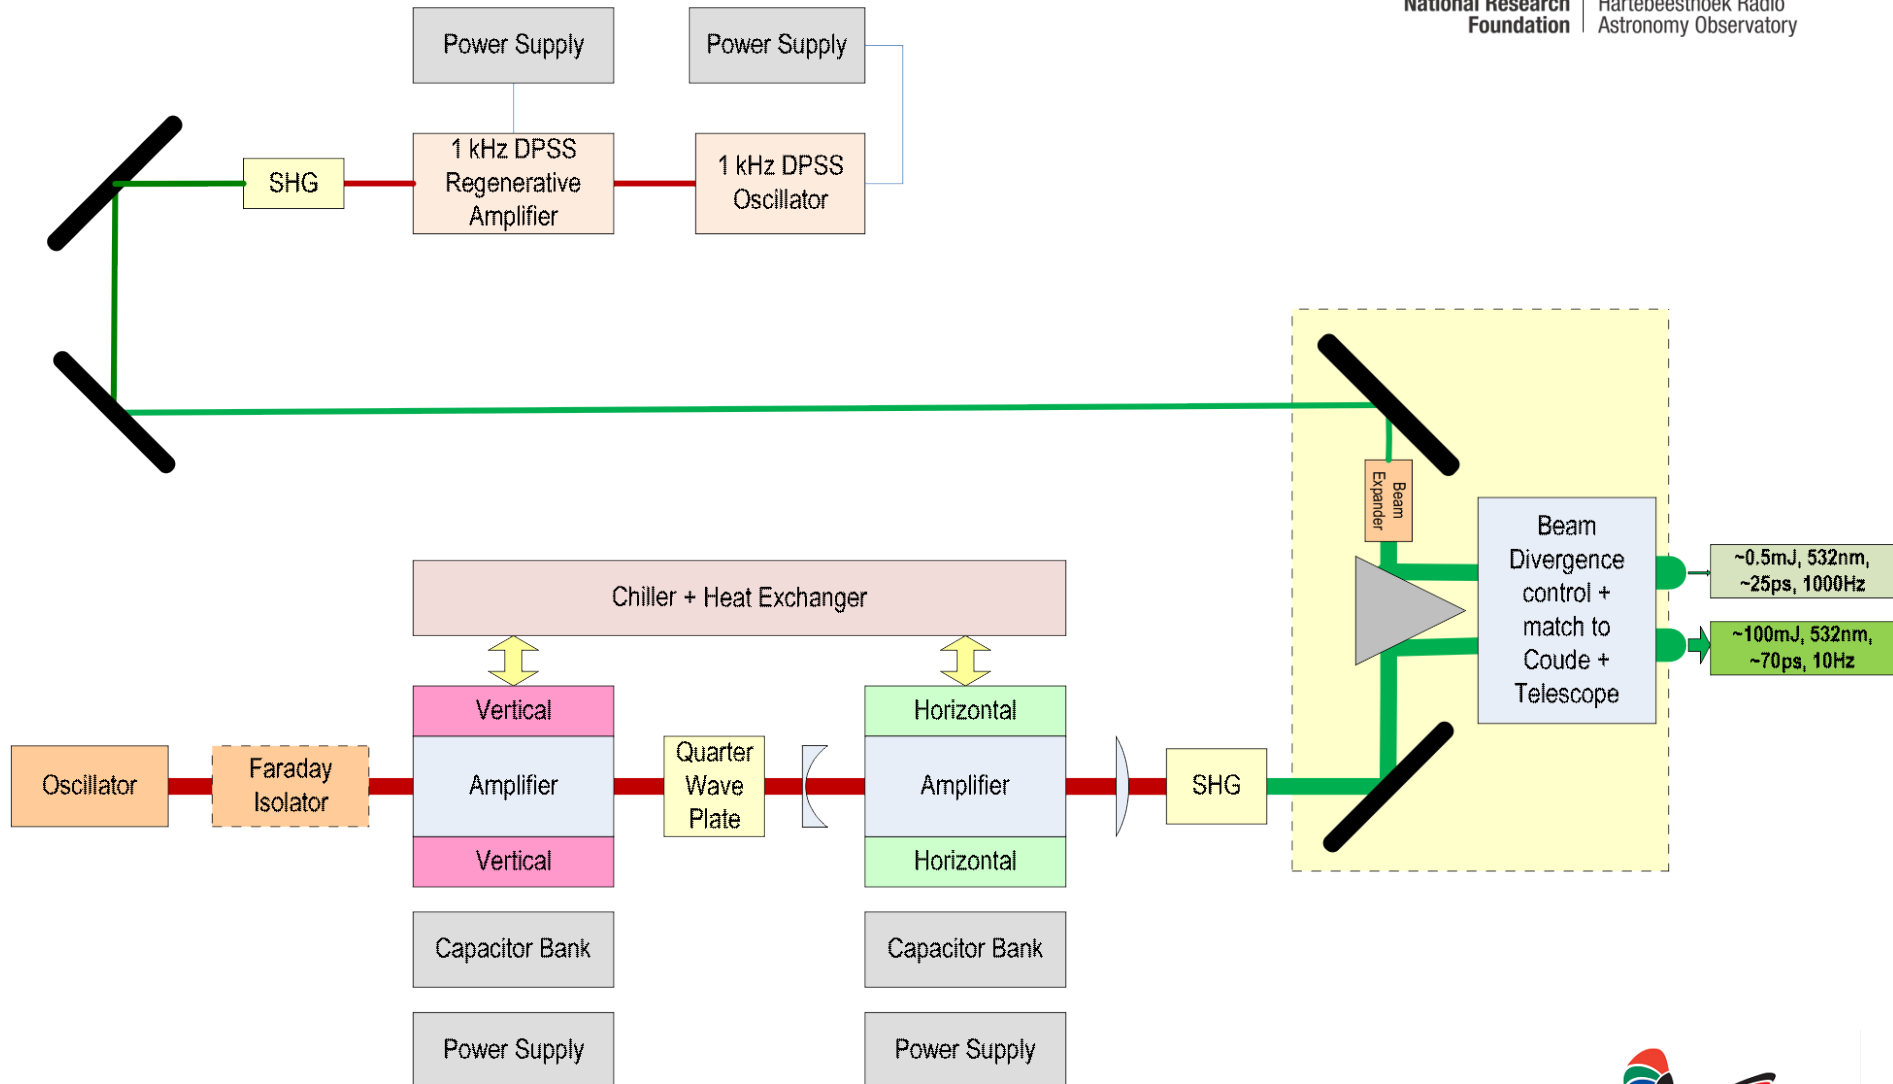 National Research
Foundation
Hartebeesthoek Radio
Astronomy Observatory
Power Supply
Power Supply
SHG
1 kHz DPSS
Regenerative
Amplifier
1 kHz DPSS
Oscillator
Beam
Expander
Beam
Divergence
control +
match to
Coude +
Telescope
~0.5mJ, 532nm,
~25ps, 1000Hz
~100mJ, 532nm,
~70ps, 10Hz
Chiller + Heat Exchanger
Oscillator
Faraday
Isolator
Vertical
Amplifier
Vertical
Quarter
Wave
Plate
Horizontal
Amplifier
Horizontal
SHG
Capacitor Bank
Capacitor Bank
Power Supply
Power Supply